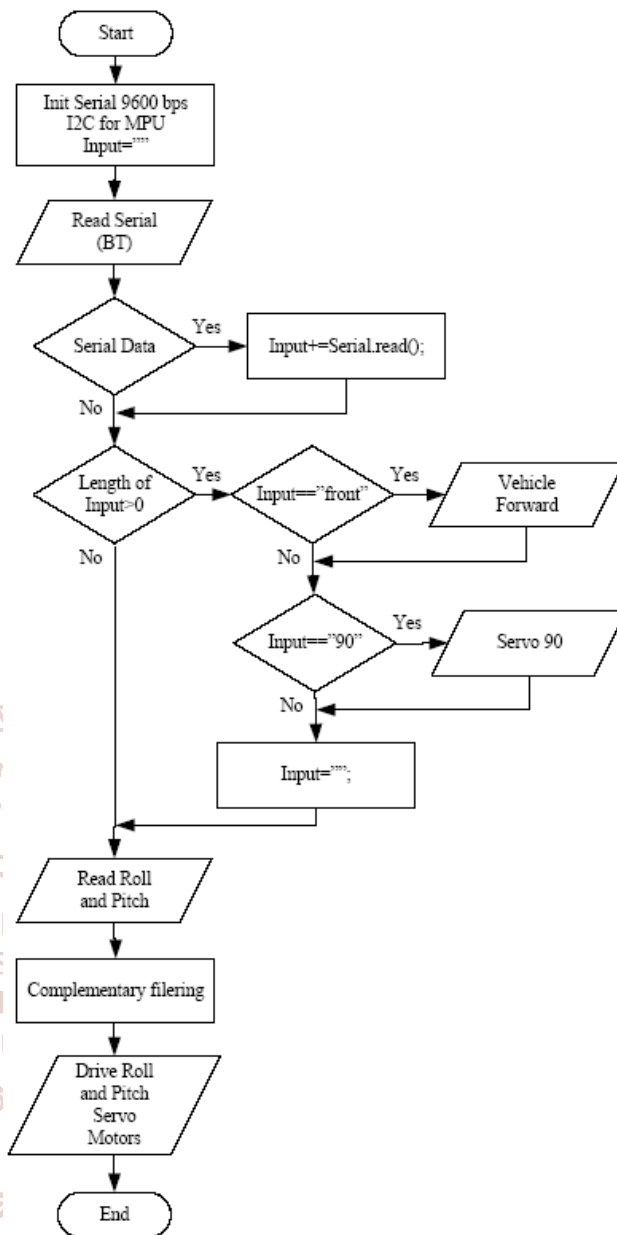 Start
Init Serial 9600 bps
I2C for MPU
Input=””
Read Serial
(BT)
Serial Data
Yes
Input+=Serial.read();
No
Length of
Input>0
Yes
Input==”front”
Yes
Vehicle
Forward
No
No
Input==”90”
Yes
Servo 90
No
Input=””;
Read Roll
and Pitch
Complementary filering
Drive Roll
and Pitch
Servo
Motors
End